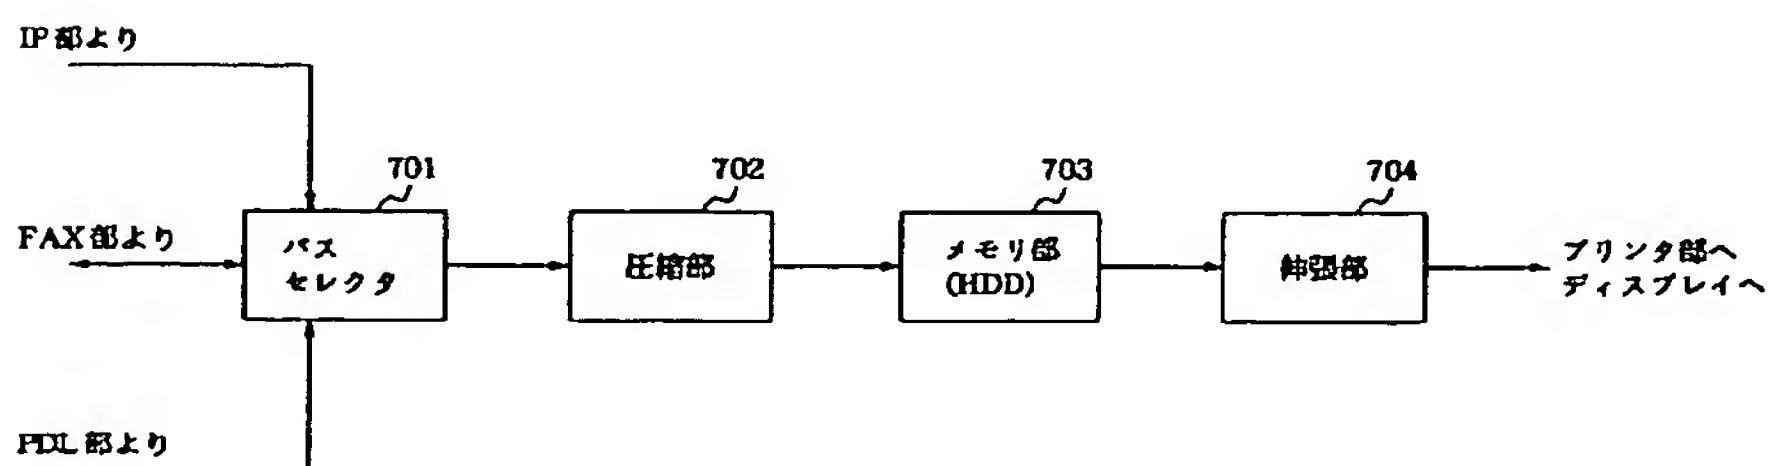 IP部より
701
702
703
704
FAX部より
バス
セレクタ
圧縮部
メモリ部
(HDD)
伸張部
プリンタ部へ
ディスプレイへ
PDL部より